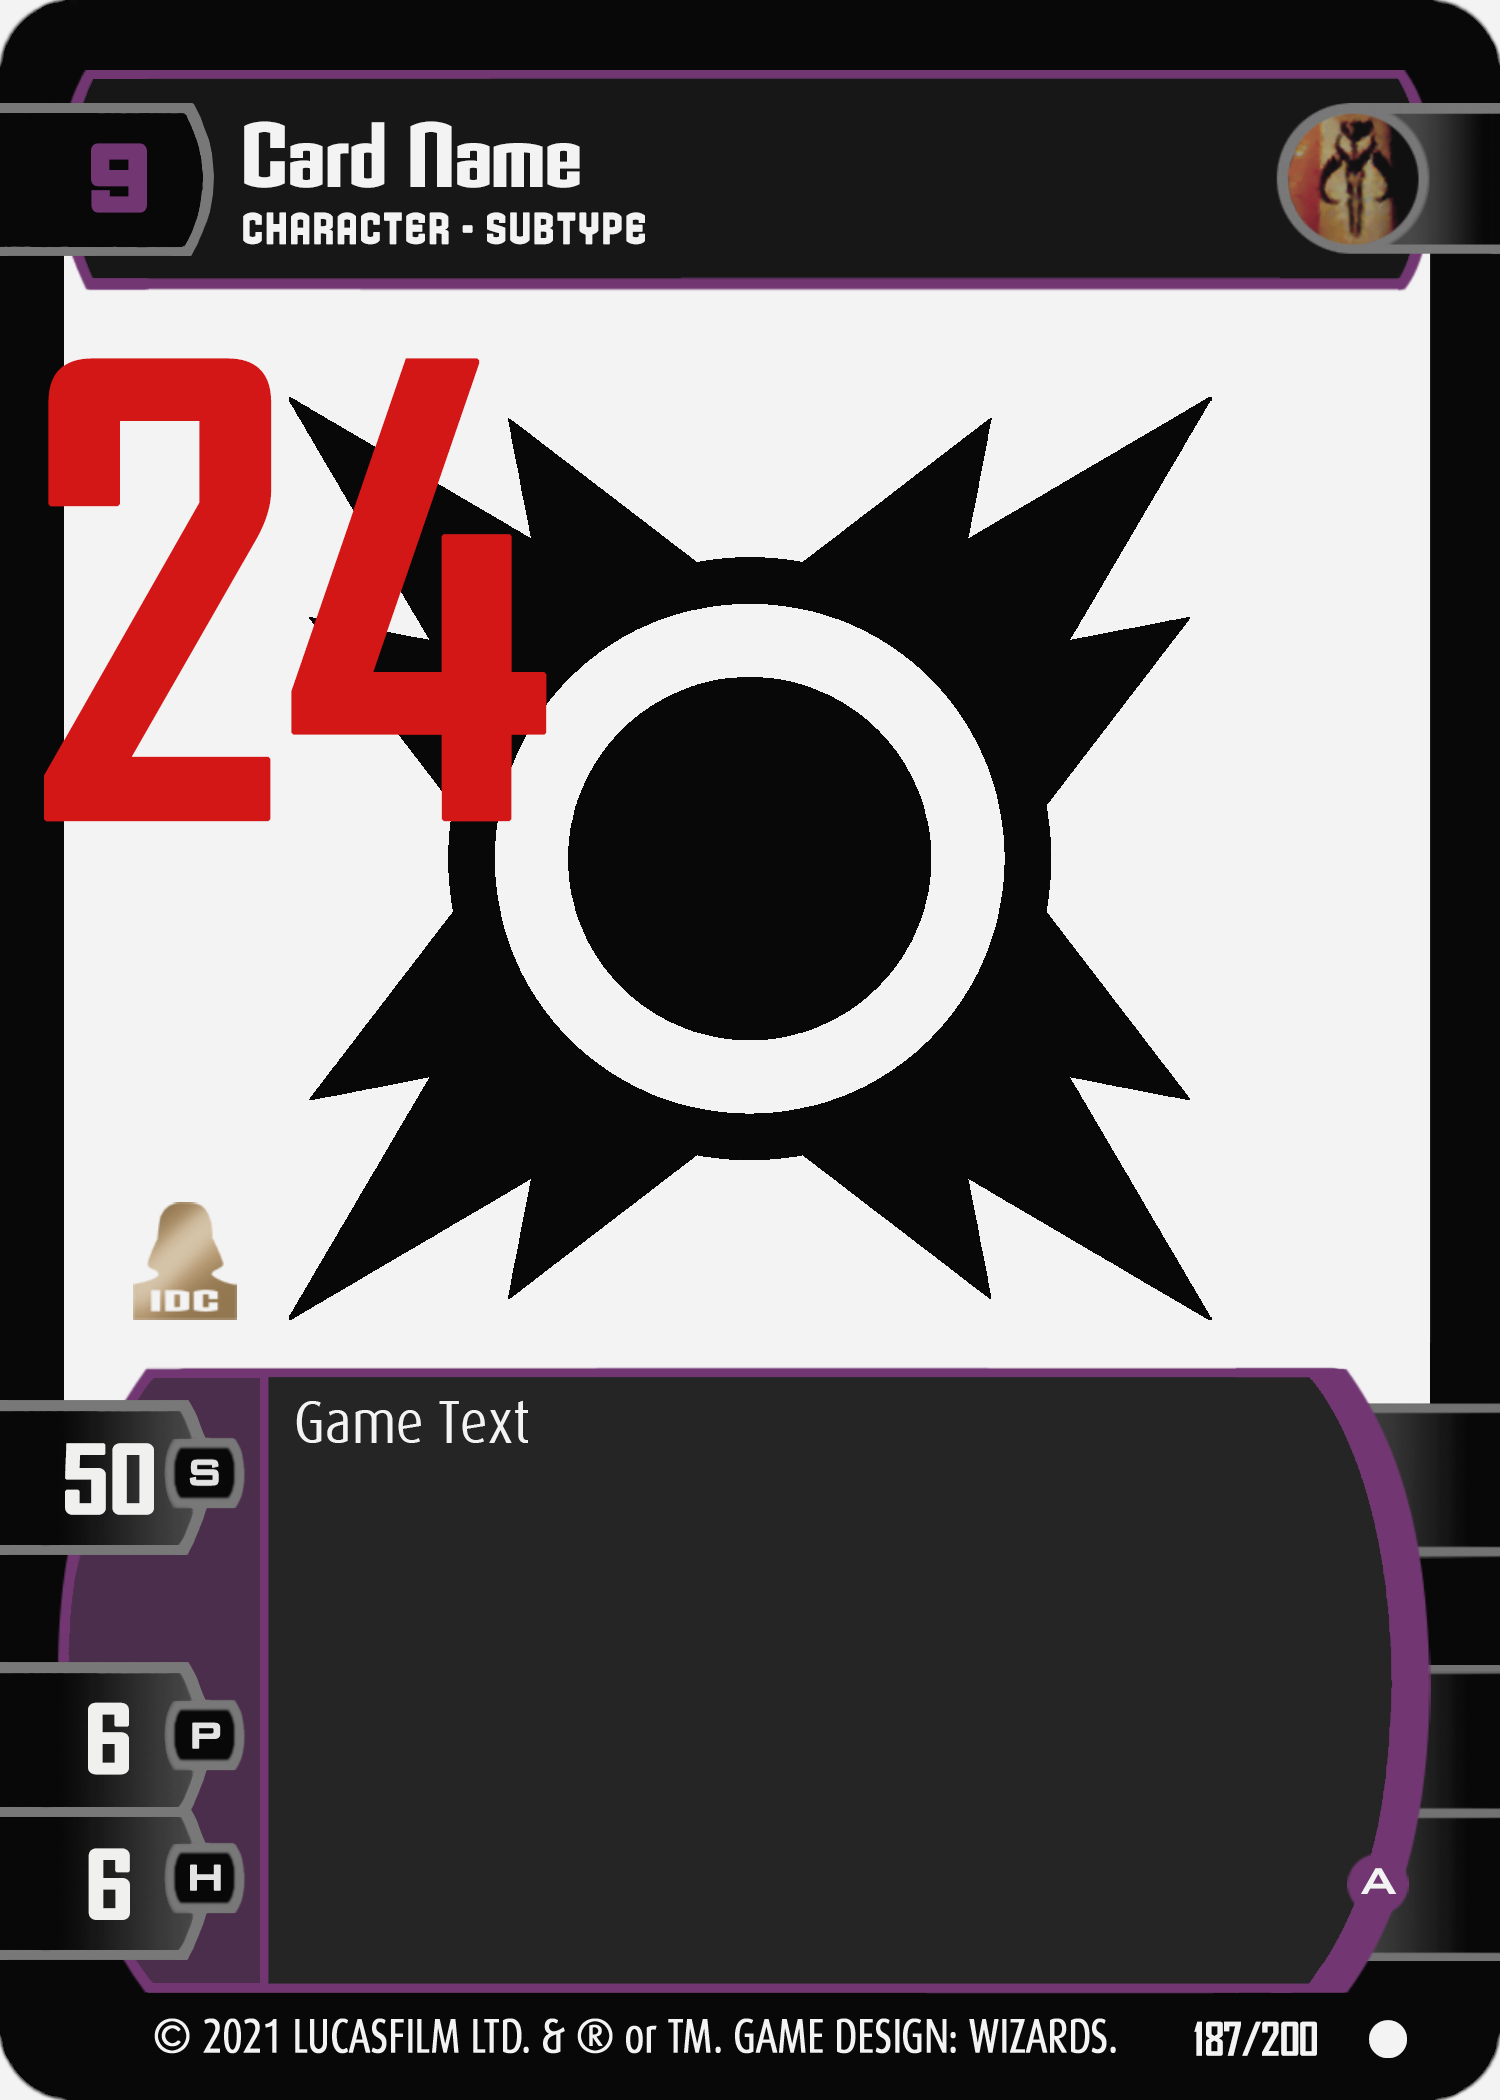 9
Card Name
CHARACTER - SUBTYPE
24
IDC
50 S
Game Text
6 P
6 H
A
© 2021 LUCASFILM LTD. & ® or TM. GAME DESIGN: WIZARDS.
187/200